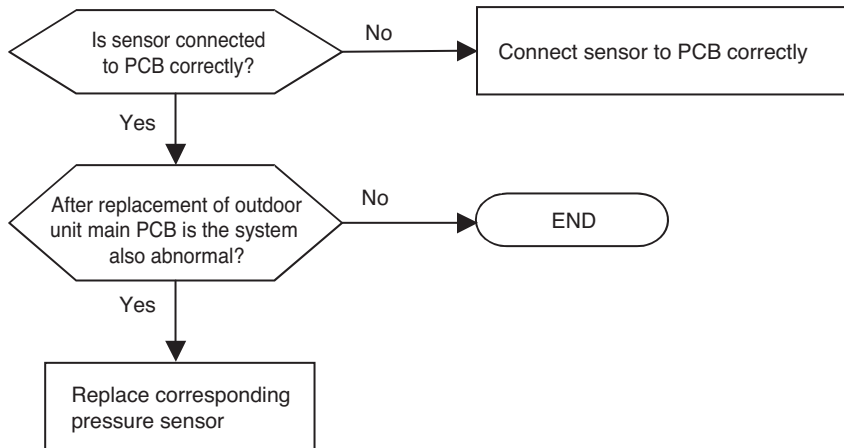 Is sensor connected
to PCB correctly?
No
Connect sensor to PCB correctly
Yes
After replacement of outdoor
unit main PCB is the system
also abnormal?
No
END
Yes
Replace corresponding
pressure sensor